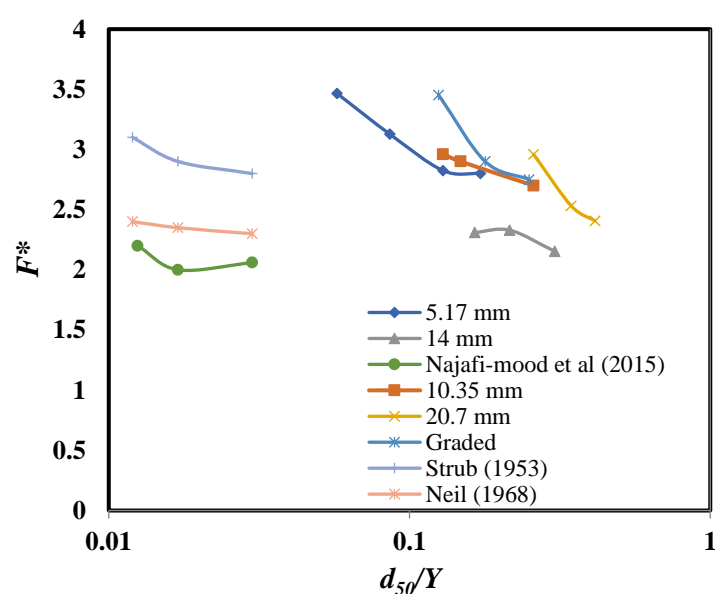 4
3.5
3
2.5
2
1.5
1
0.5
0
F*
0.01
0.1
1
d50/Y
5.17 mm
14 mm
Najafi-mood et al (2015)
10.35 mm
20.7 mm
Graded
Strub (1953)
Neil (1968)